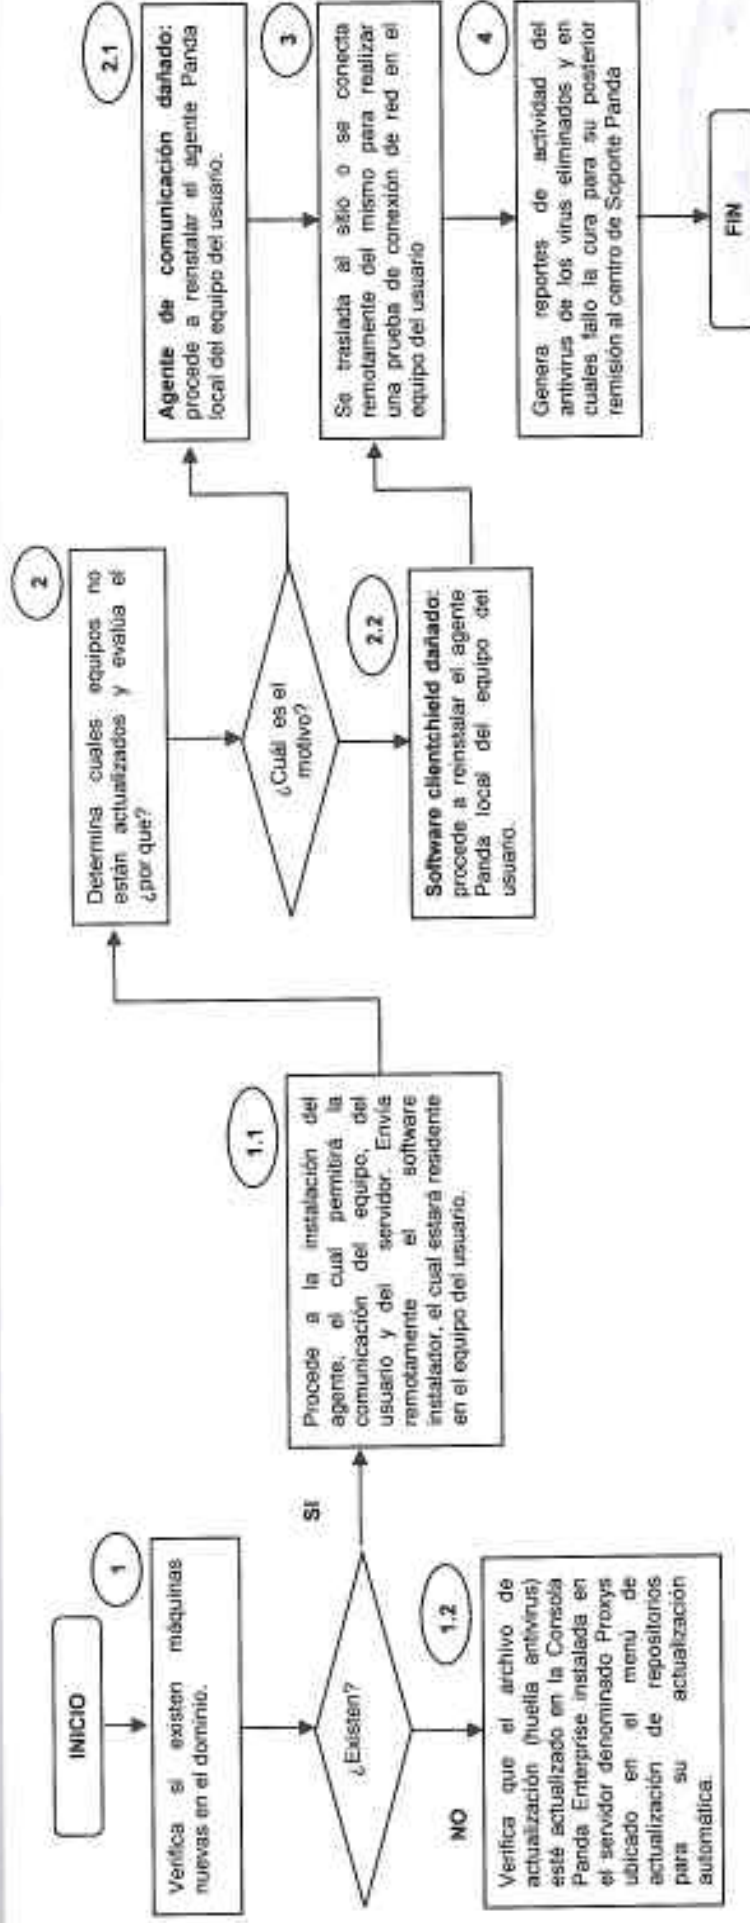 INICIO
1
Verifica si existen máquinas
nuevas en el dominio.
¿Existen?
SI
NO
1.1
Procede a la instalación del
agente, el cual permitirá la
comunicación del equipo, del
usuario y del servidor. Envía
remotamente el software
instalador, el cual estará residente
en el equipo del usuario.
1.2
Verifica que el archivo de
actualización (huella antivirus)
esté actualizado en la Consola
Panda Enterprise instalada en
el servidor denominado Proxys
ubicado en el menú de
actualización de repositorios
para su actualización
automática.
2
Determina cuales equipos no
están actualizados y evalúa el
¿por que?
¿Cuál es el
motivo?
2.2
Software clientchield dañado:
procede a reinstalar el agente
Panda local del equipo del
usuario.
2.1
Agente de comunicación dañado:
procede a reinstalar el agente Panda
local del equipo del usuario.
3
Se traslada al sitio o se conecta
remotamente del mismo para realizar
una prueba de conexión de red en el
equipo del usuario
4
Genera reportes de actividad del
antivirus de los virus eliminados y en
cuales fallo la cura para su posterior
remisión al centro de Soporte Panda
FIN